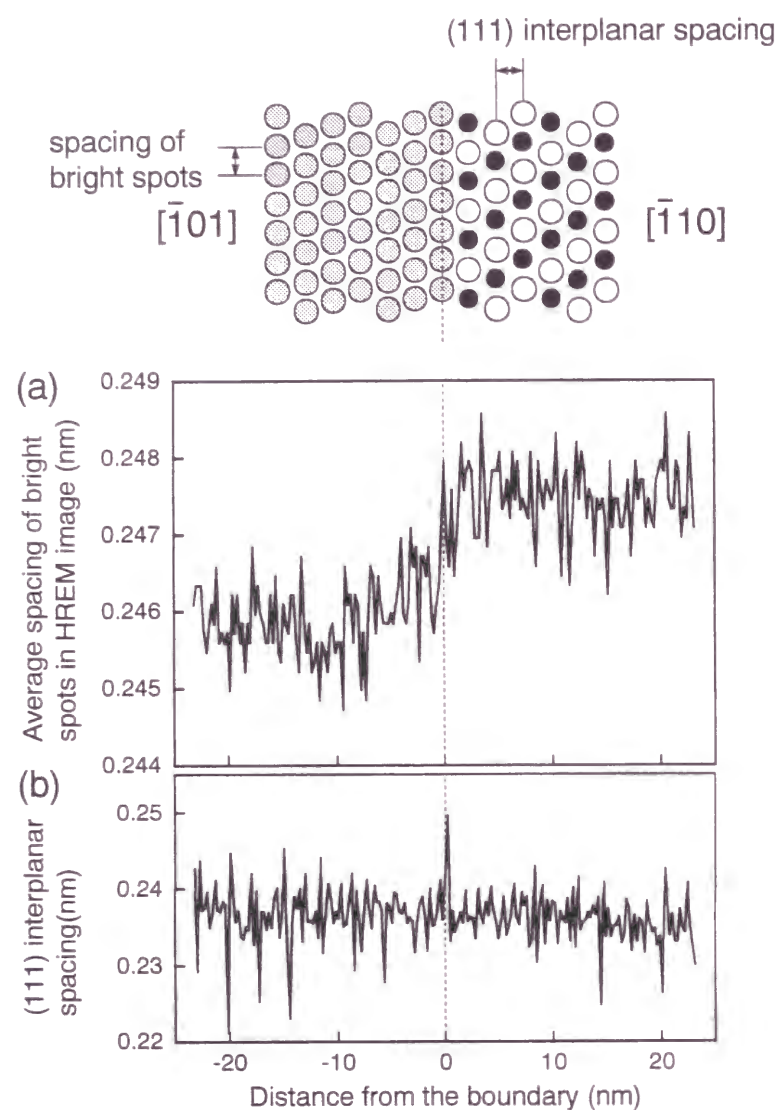 (111) interplanar spacing
spacing of
bright spots
[1̅01]
[1̅10]
(a)
Average spacing of bright
spots in HREM image (nm)
0.249
0.248
0.247
0.246
0.245
0.244
(b)
(111) interplanar
spacing(nm)
0.25
0.24
0.23
0.22
-20
-10
0
10
20
Distance from the boundary (nm)